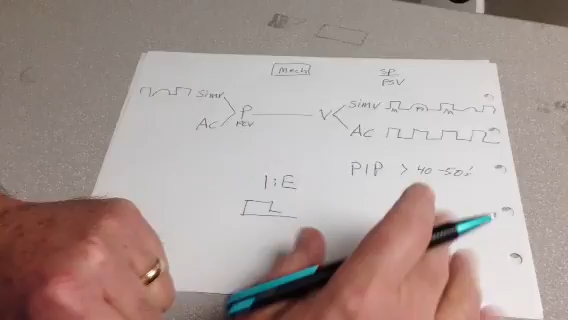 Mech
SP
PSV
SIMV P V SIMV
AC PCV AC
PIP > 40-50's
I:E